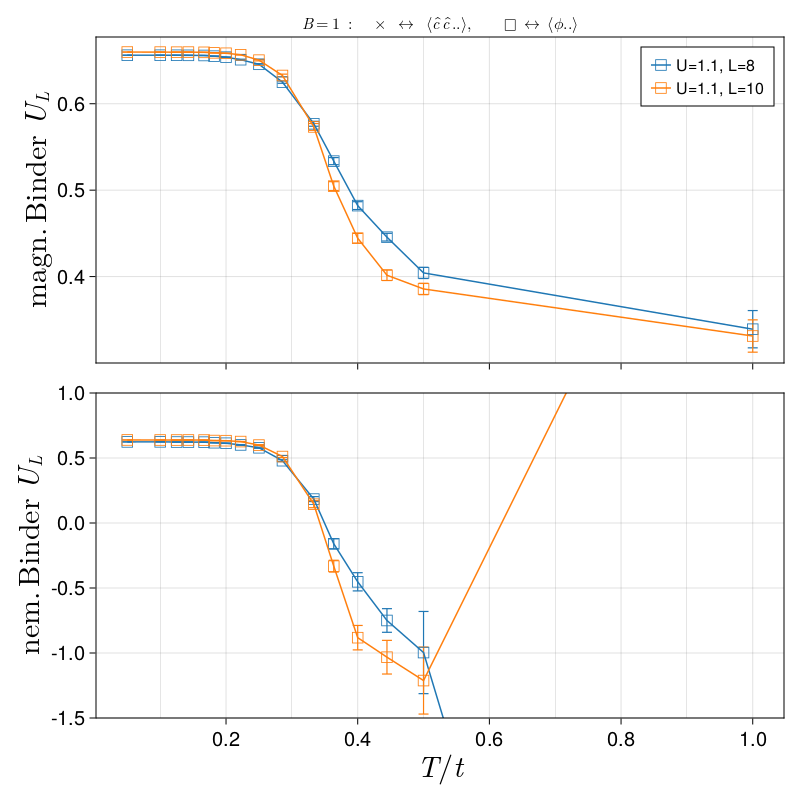 B = 1 : × ↔ ⟨ĉ ĉ ..⟩, □ ↔ ⟨ϕ..⟩
U=1.1, L=8
U=1.1, L=10
magn. Binder U_L
0.6
0.5
0.4
nem. Binder U_L
1.0
0.5
0.0
-0.5
-1.0
-1.5
0.2 0.4 0.6 0.8 1.0
T/t